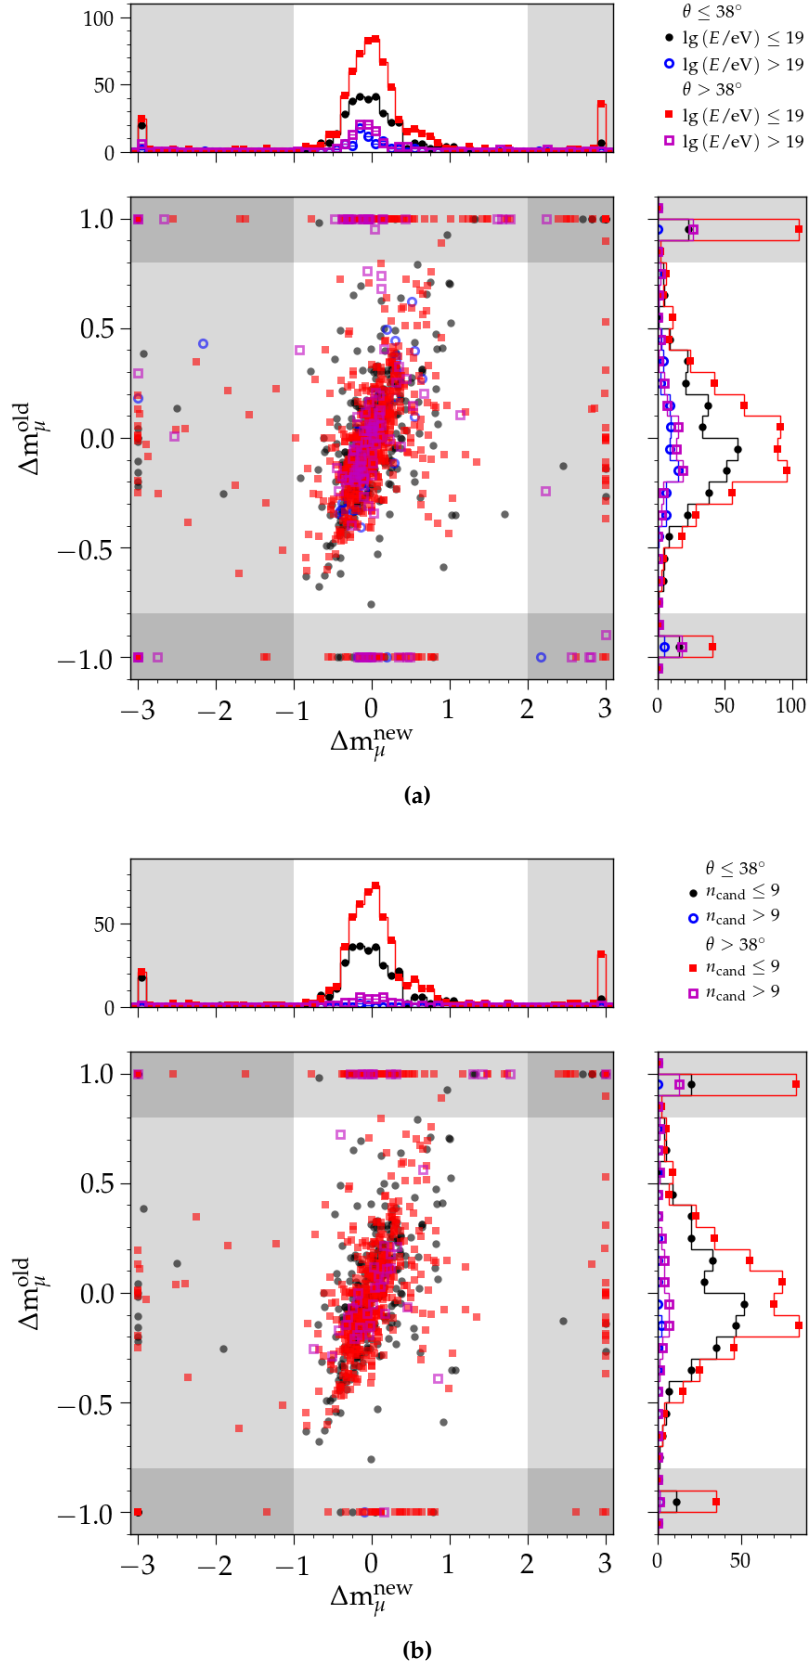 θ ≤ 38°
lg (E/eV) ≤ 19
lg (E/eV) > 19
θ > 38°
lg (E/eV) ≤ 19
lg (E/eV) > 19
100
50
0
1.0
0.5
0.0
−0.5
−1.0
Δm_μ^old
−3 −2 −1 0 1 2 3
Δm_μ^new
0 50 100
(a)
θ ≤ 38°
n_cand ≤ 9
n_cand > 9
θ > 38°
n_cand ≤ 9
n_cand > 9
50
0
1.0
0.5
0.0
−0.5
−1.0
Δm_μ^old
−3 −2 −1 0 1 2 3
Δm_μ^new
0 50
(b)